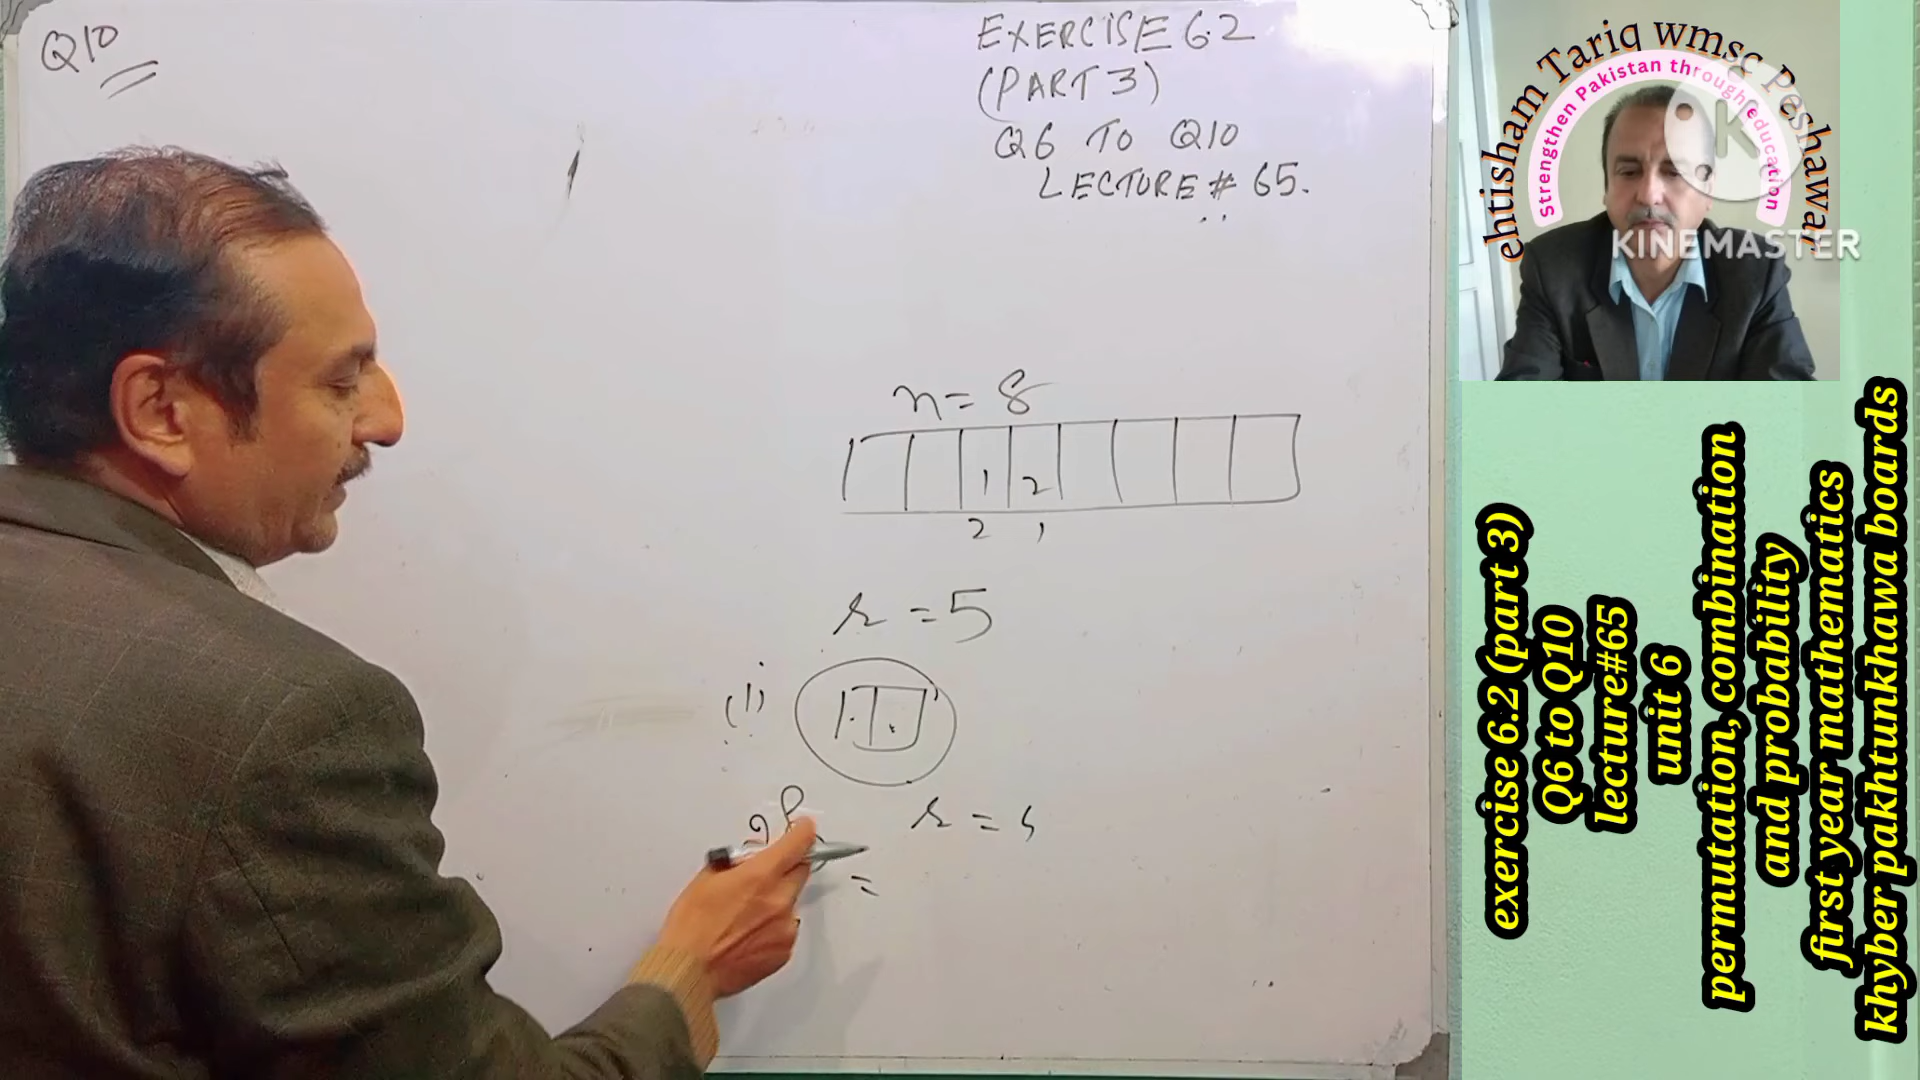 Q10
EXERCISE 6.2
(PART 3)
Q6 TO Q10
LECTURE # 65.
n = 8
1 2
2 1
r = 5
(1)
r = 5
=
ehtisham Tariq wmsc Peshawar
Strengthen Pakistan through education
K
KINEMASTER
exercise 6.2 (part 3)
Q6 to Q10
lecture#65
unit 6
permutation, combination
and probability
first year mathematics
khyber pakhtunkhawa boards